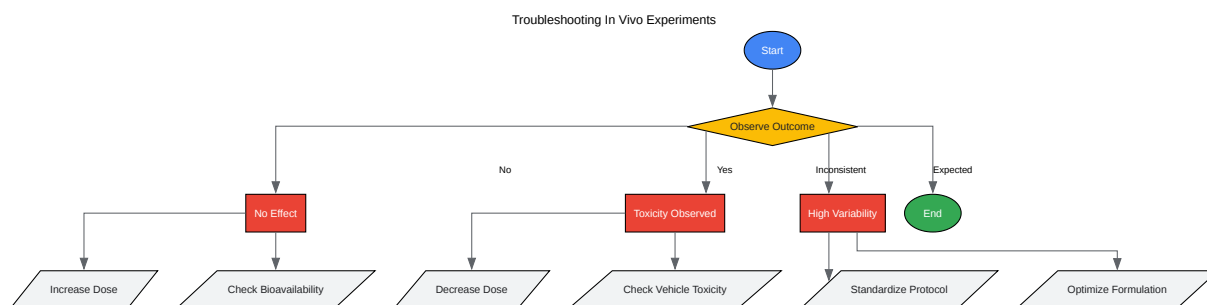 Troubleshooting In Vivo Experiments
Start
Observe Outcome
No
Yes
Inconsistent
Expected
No Effect
Toxicity Observed
High Variability
End
Increase Dose
Check Bioavailability
Decrease Dose
Check Vehicle Toxicity
Standardize Protocol
Optimize Formulation